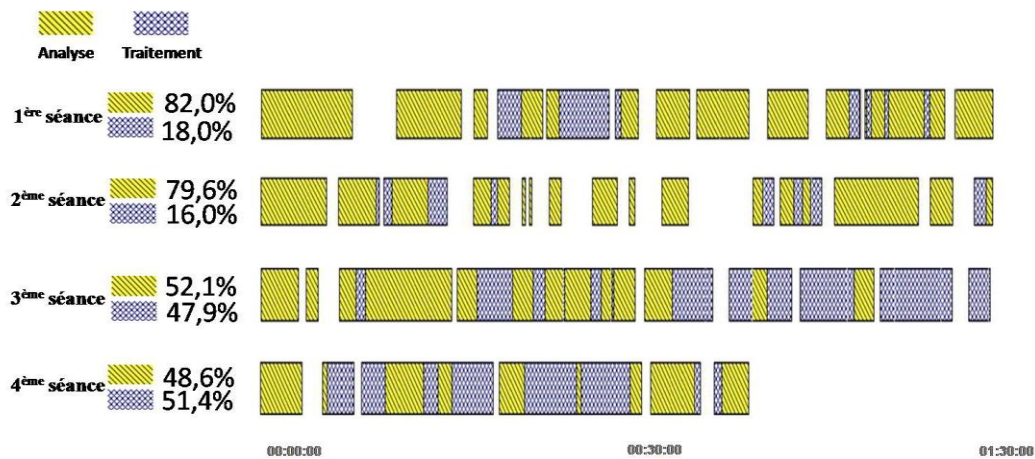 Analyse Traitement
1ère séance 82,0%
18,0%
2ème séance 79,6%
16,0%
3ème séance 52,1%
47,9%
4ème séance 48,6%
51,4%
00:00:00 00:30:00 01:30:00